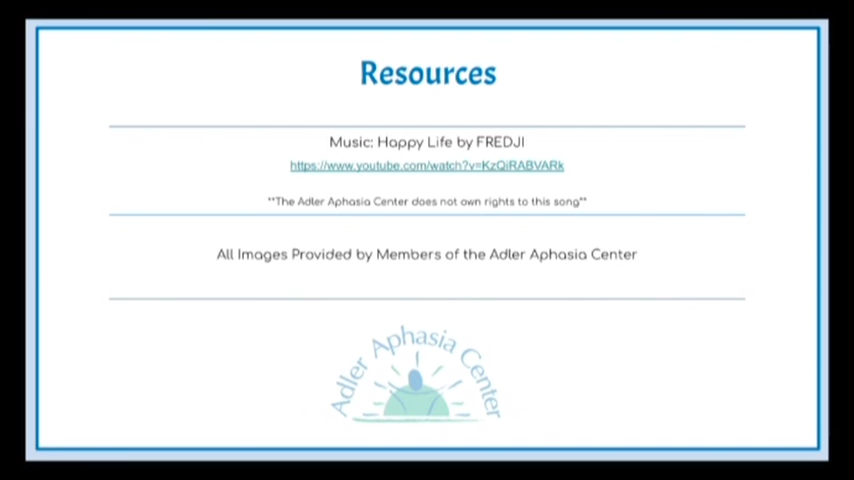 Resources
Music: Happy Life by FREDJI
https://www.youtube.com/watch?v=KzQiRABVARk
**The Adler Aphasia Center does not own rights to this song**
All Images Provided by Members of the Adler Aphasia Center
Adler Aphasia Center